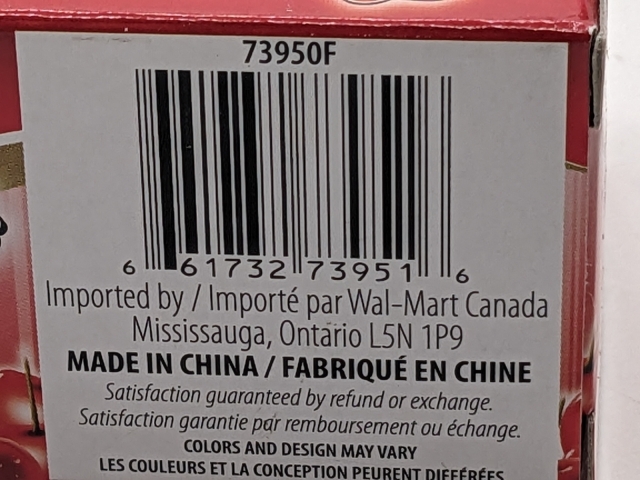 73950F
6 61732 73951 6
Imported by / Importé par Wal-Mart Canada
Mississauga, Ontario L5N 1P9
MADE IN CHINA / FABRIQUÉ EN CHINE
Satisfaction guaranteed by refund or exchange.
Satisfaction garantie par remboursement ou échange.
COLORS AND DESIGN MAY VARY
LES COULEURS ET LA CONCEPTION PEUVENT DIFFÉRÉES